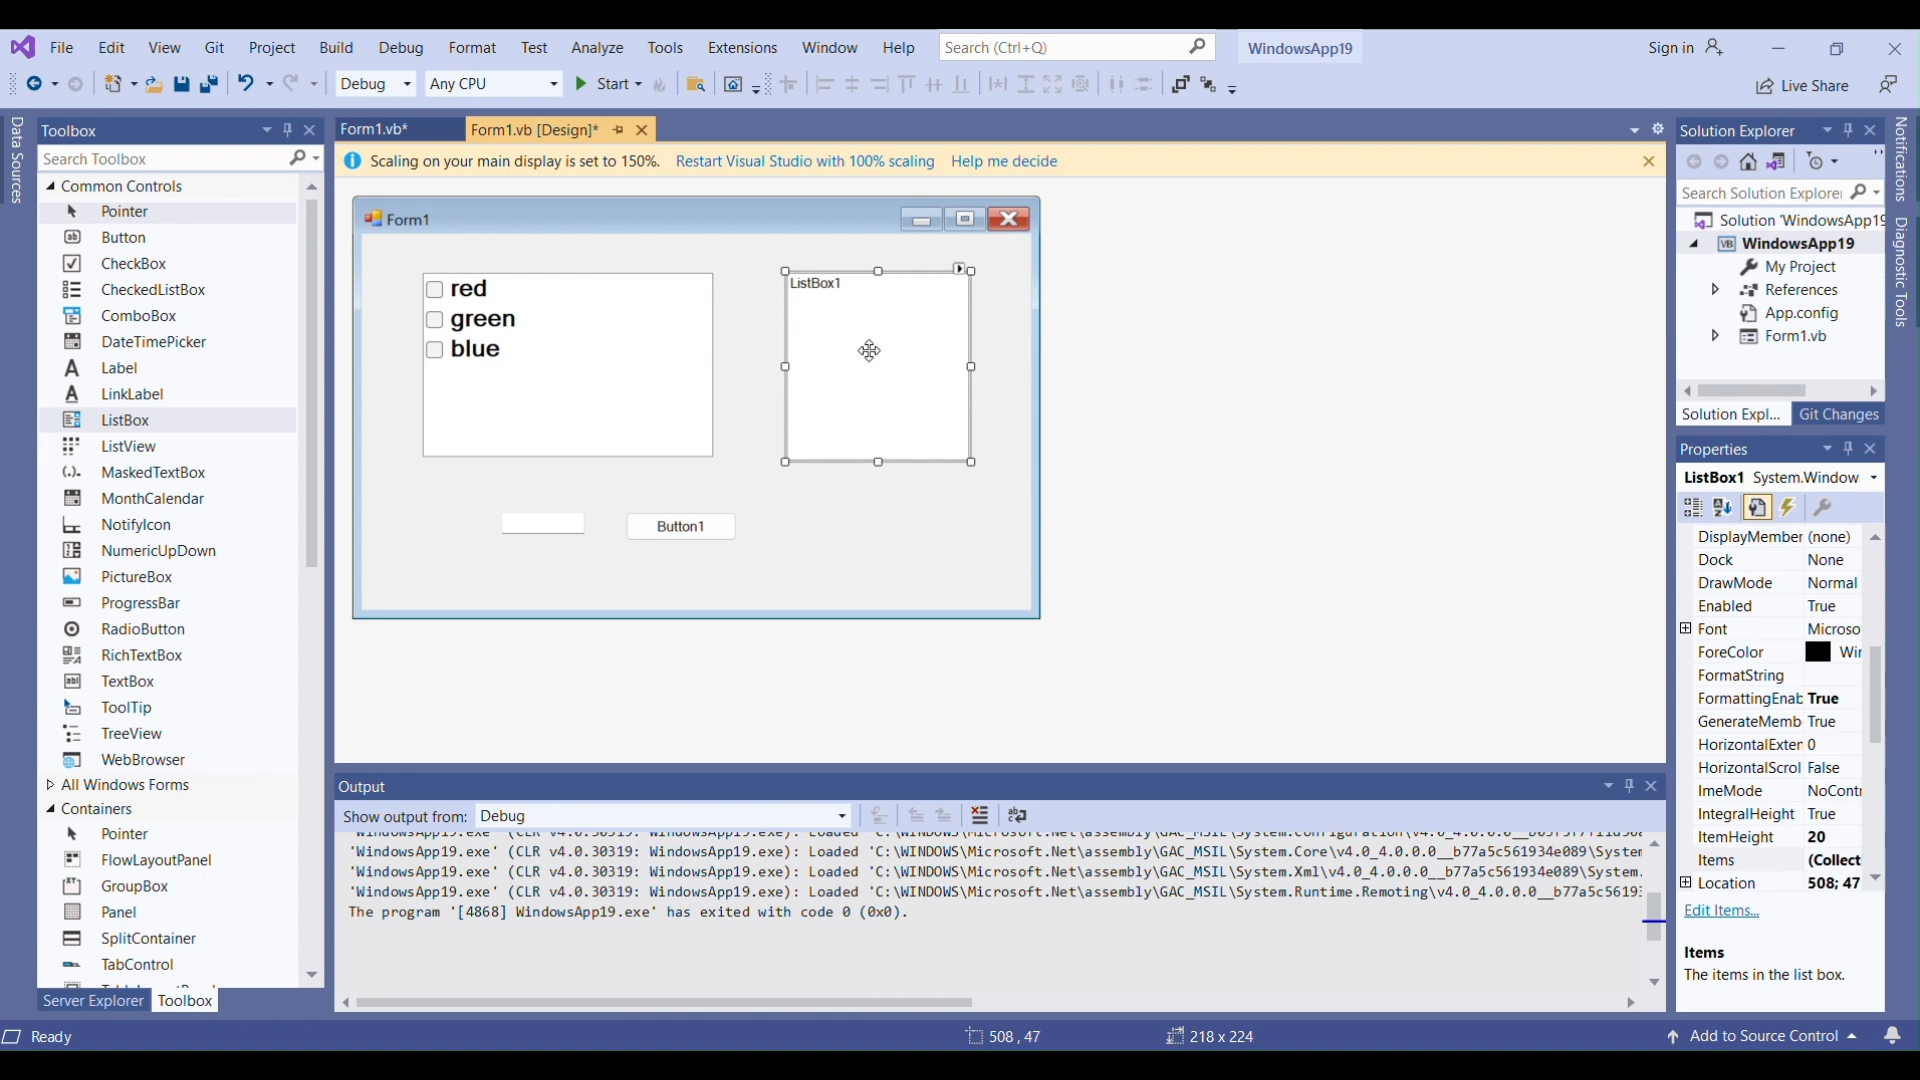 File Edit View Git Project Build Debug Format Test Analyze Tools Extensions Window Help Search (Ctrl+Q) WindowsApp19 Sign in
Debug Any CPU Start Live Share
Data Sources
Toolbox
Search Toolbox
Common Controls
Pointer
Button
CheckBox
CheckedListBox
ComboBox
DateTimePicker
Label
LinkLabel
ListBox
ListView
MaskedTextBox
MonthCalendar
NotifyIcon
NumericUpDown
PictureBox
ProgressBar
RadioButton
RichTextBox
TextBox
ToolTip
TreeView
WebBrowser
All Windows Forms
Containers
Pointer
FlowLayoutPanel
GroupBox
Panel
SplitContainer
TabControl
Server Explorer Toolbox
Form1.vb* Form1.vb [Design]*
Scaling on your main display is set to 150%. Restart Visual Studio with 100% scaling Help me decide
Form1
red
green
blue
ListBox1
Button1
Output
Show output from: Debug
'WindowsApp19.exe' (CLR v4.0.30319: WindowsApp19.exe): Loaded 'C:\WINDOWS\Microsoft.Net\assembly\GAC_MSIL\System.Core\v4.0_4.0.0.0__b77a5c561934e089\System
'WindowsApp19.exe' (CLR v4.0.30319: WindowsApp19.exe): Loaded 'C:\WINDOWS\Microsoft.Net\assembly\GAC_MSIL\System.Xml\v4.0_4.0.0.0__b77a5c561934e089\System.
'WindowsApp19.exe' (CLR v4.0.30319: WindowsApp19.exe): Loaded 'C:\WINDOWS\Microsoft.Net\assembly\GAC_MSIL\System.Runtime.Remoting\v4.0_4.0.0.0__b77a5c5619
The program '[4868] WindowsApp19.exe' has exited with code 0 (0x0).
Solution Explorer
Search Solution Explorer
Solution 'WindowsApp19
WindowsApp19
My Project
References
App.config
Form1.vb
Solution Expl... Git Changes
Properties
ListBox1 System.Window
DisplayMember (none)
Dock None
DrawMode Normal
Enabled True
Font Microso
ForeColor Win
FormatString
FormattingEnab True
GenerateMemb True
HorizontalExter 0
HorizontalScrol False
ImeMode NoContr
IntegralHeight True
ItemHeight 20
Items (Collect
Location 508; 47
Edit Items...
Items
The items in the list box.
Notifications
Diagnostic Tools
Ready 508 , 47 218 x 224 Add to Source Control